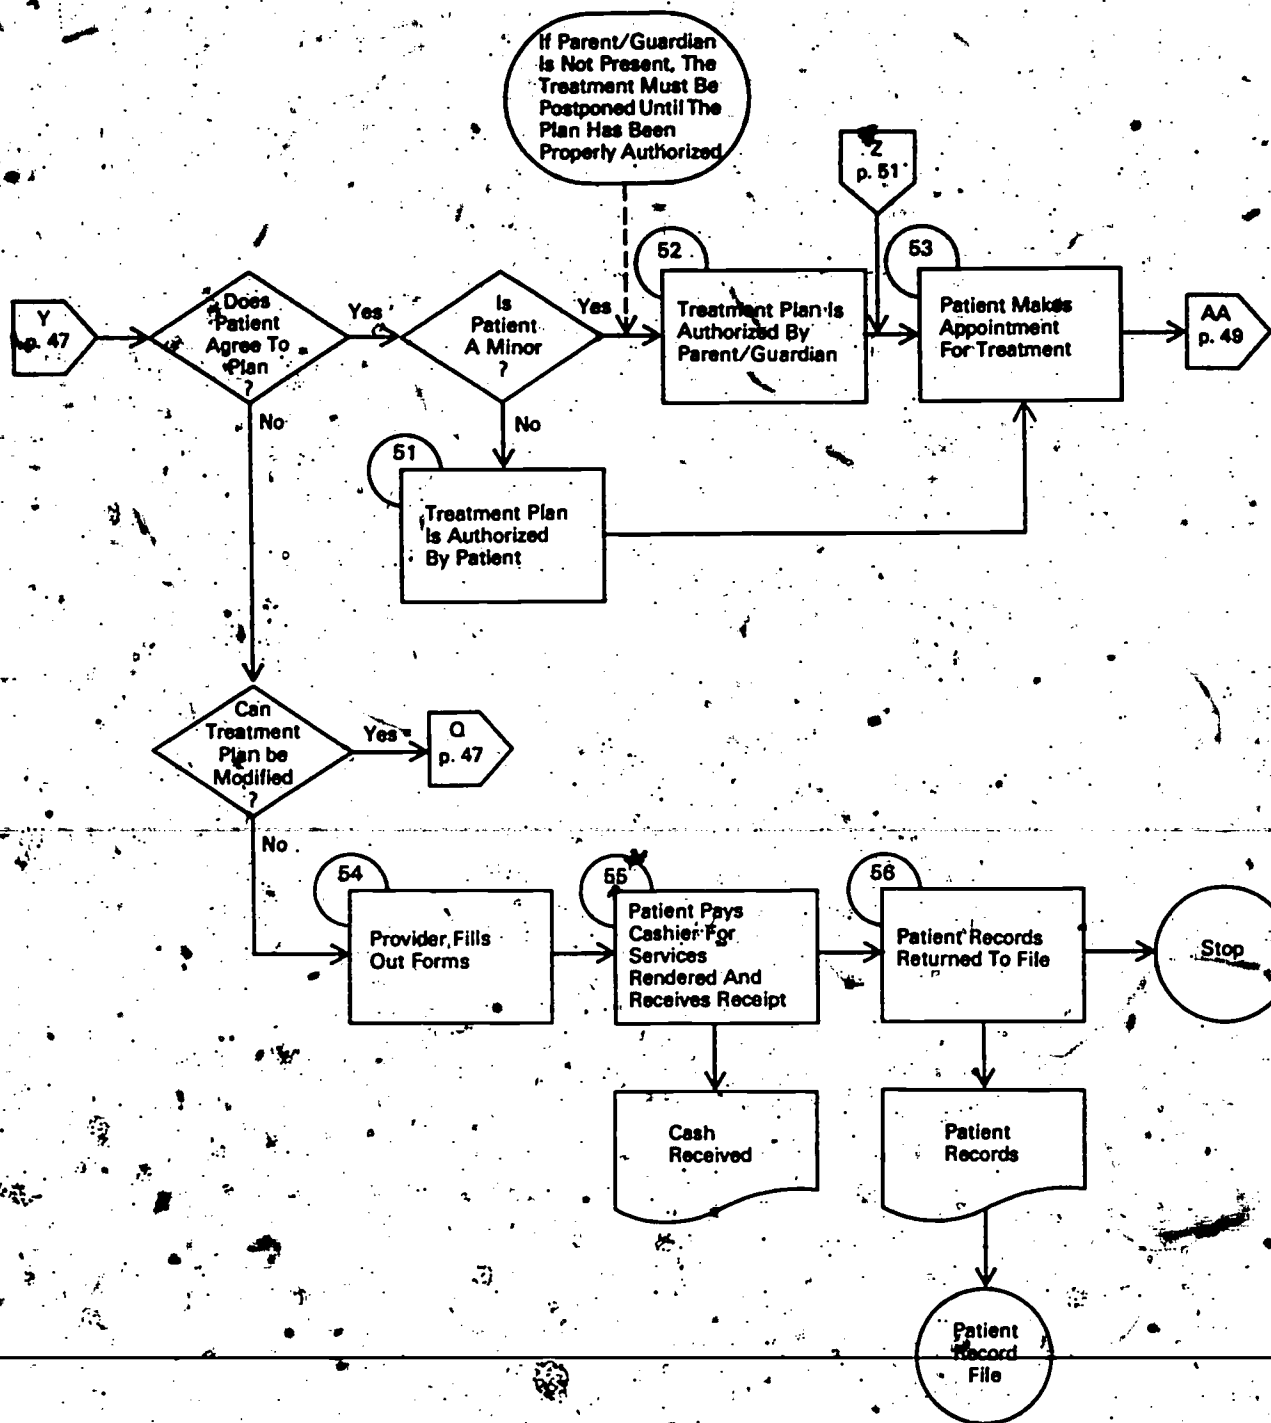 If Parent/Guardian
Is Not Present, The
Treatment Must Be
Postponed Until The
Plan Has Been
Properly Authorized
Z
p. 51
Y
p. 47
Does
Patient
Agree To
Plan
?
Yes
Is
Patient
A Minor
?
Yes
52
Treatment Plan Is
Authorized By
Parent/Guardian
53
Patient Makes
Appointment
For Treatment
AA
p. 49
No
No
51
Treatment Plan
Is Authorized
By Patient
Can
Treatment
Plan be
Modified
?
Yes
Q
p. 47
No
54
Provider Fills
Out Forms
55
Patient Pays
Cashier For
Services
Rendered And
Receives Receipt
56
Patient Records
Returned To File
Stop
Cash
Received
Patient
Records
Patient
Record
File